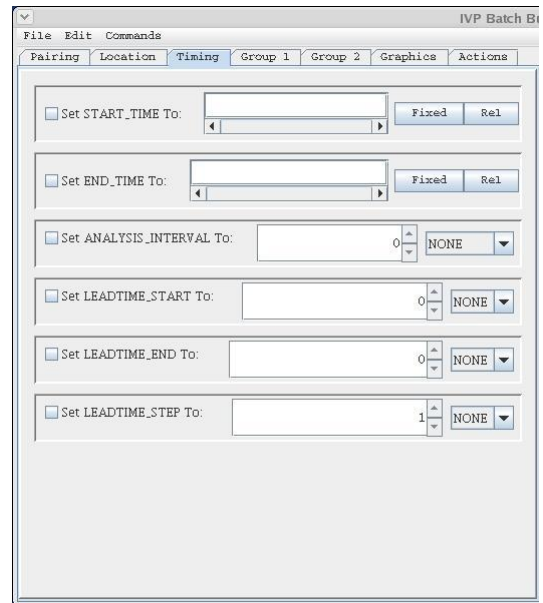 IVP Batch B
File Edit Commands
Pairing Location Timing Group 1 Group 2 Graphics Actions
Set START_TIME To: Fixed Rel
Set END_TIME To: Fixed Rel
Set ANALYSIS_INTERVAL To: 0 NONE
Set LEADTIME_START To: 0 NONE
Set LEADTIME_END To: 0 NONE
Set LEADTIME_STEP To: 1 NONE